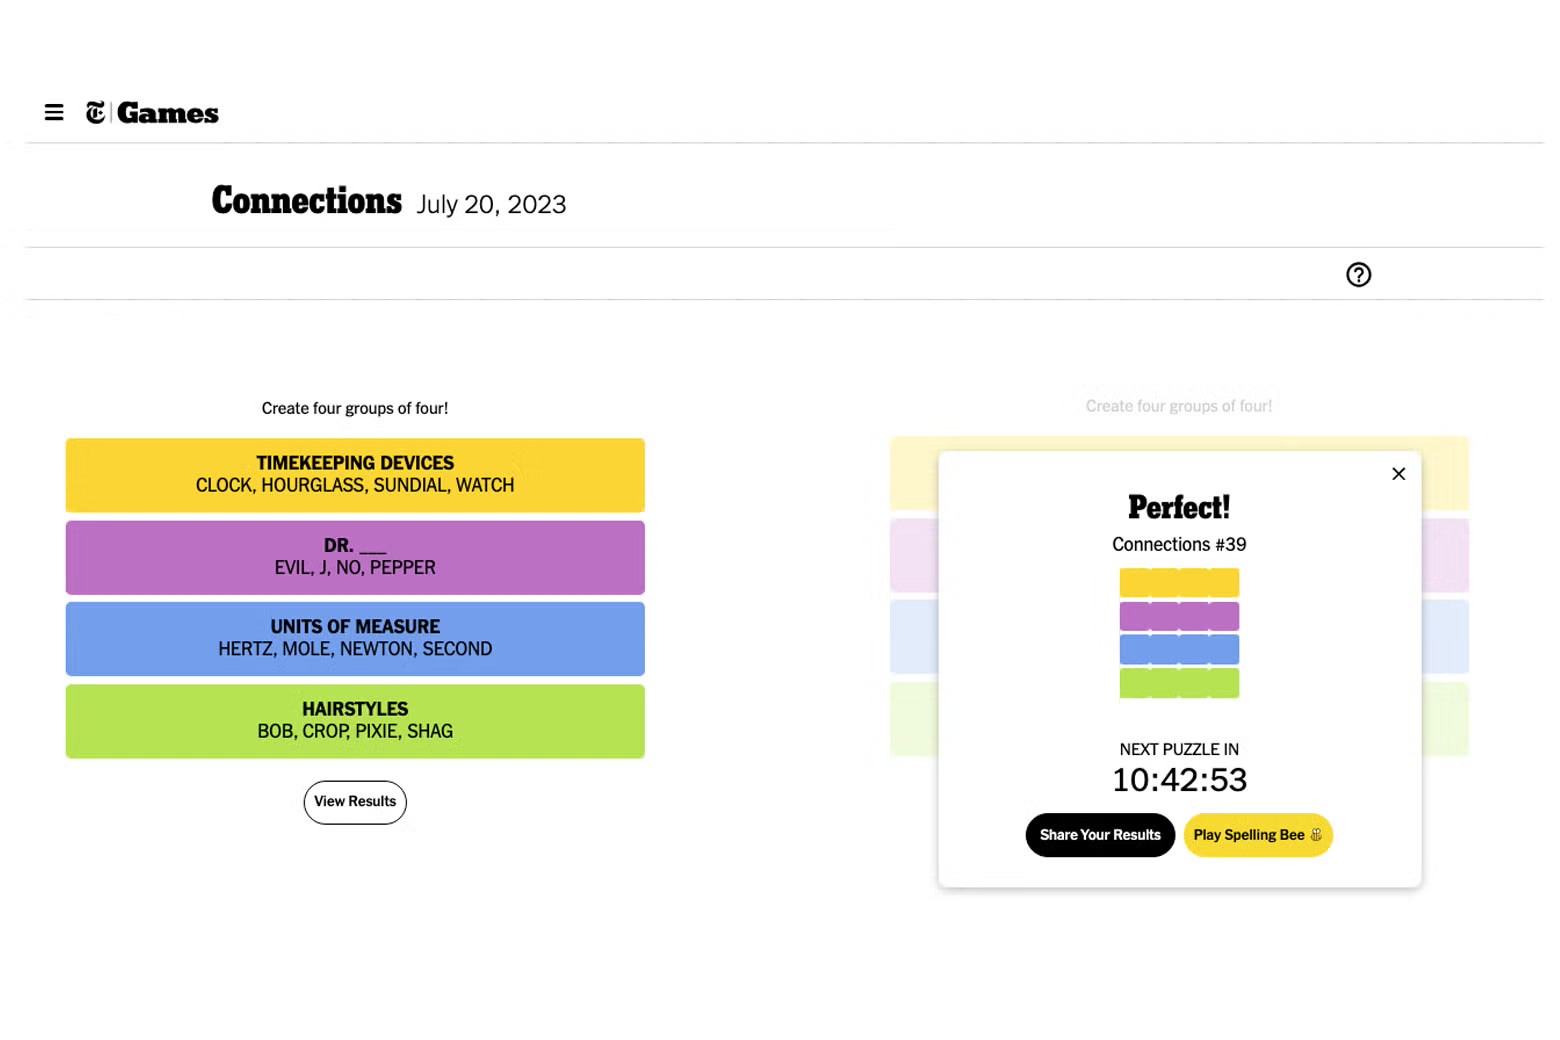 Games
Connections July 20, 2023
Create four groups of four!
TIMEKEEPING DEVICES
CLOCK, HOURGLASS, SUNDIAL, WATCH
DR. ___
EVIL, J, NO, PEPPER
UNITS OF MEASURE
HERTZ, MOLE, NEWTON, SECOND
HAIRSTYLES
BOB, CROP, PIXIE, SHAG
View Results
Create four groups of four!
Perfect!
Connections #39
NEXT PUZZLE IN
10:42:53
Share Your Results
Play Spelling Bee